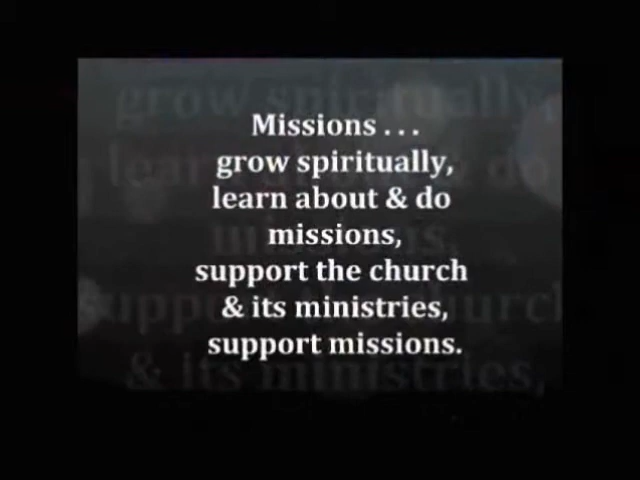 Missions . . .
grow spiritually,
learn about & do
missions,
support the church
& its ministries,
support missions.